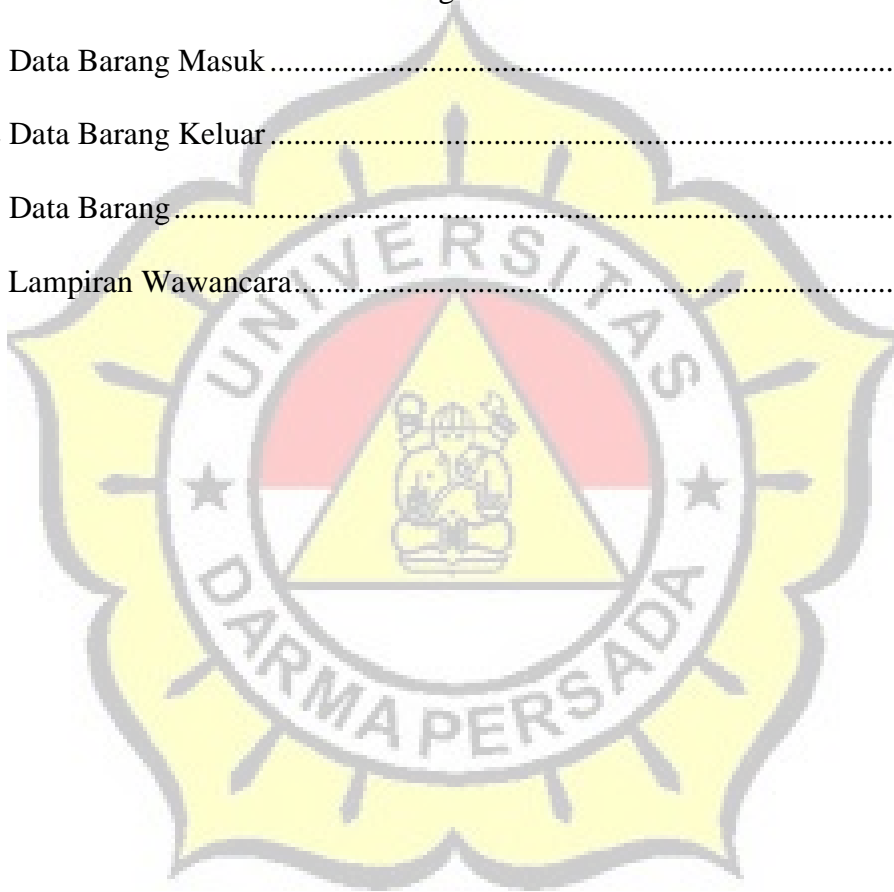 Data Barang Masuk................................................................................
Data Barang Keluar................................................................................
Data Barang............................................................................................
Lampiran Wawancara.............................................................................
UNIVERSITAS
DARMA PERSADA